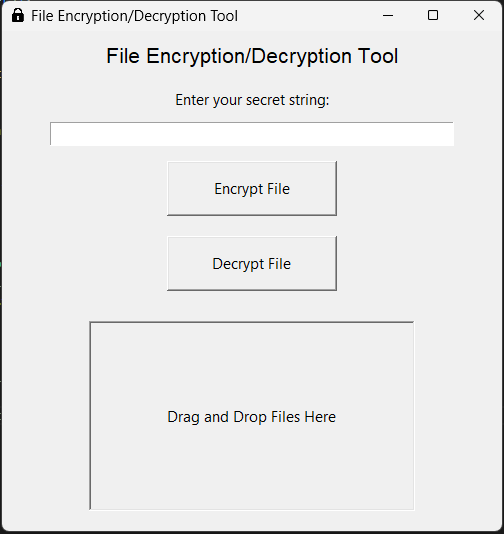 File Encryption/Decryption Tool
File Encryption/Decryption Tool
Enter your secret string:
Encrypt File
Decrypt File
Drag and Drop Files Here